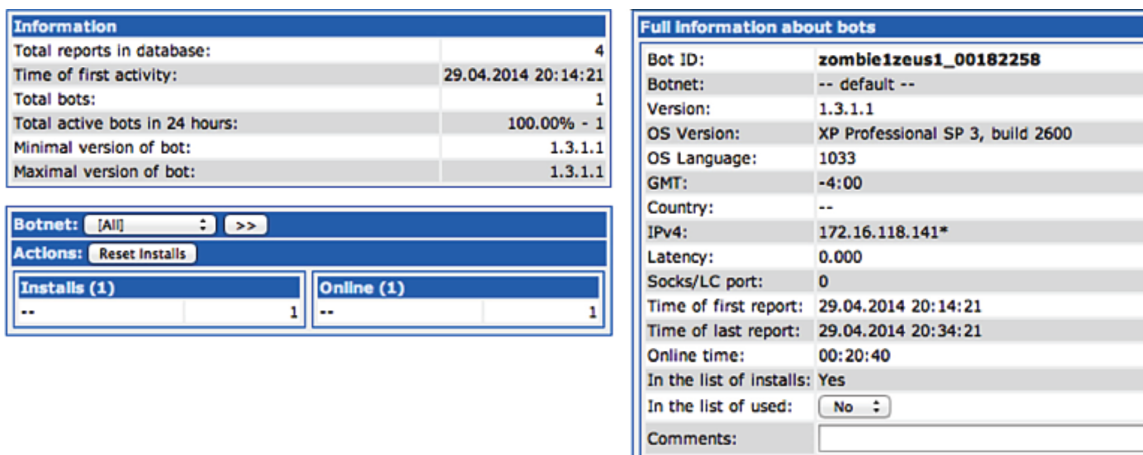 Information
Total reports in database: 4
Time of first activity: 29.04.2014 20:14:21
Total bots: 1
Total active bots in 24 hours: 100.00% - 1
Minimal version of bot: 1.3.1.1
Maximal version of bot: 1.3.1.1
Botnet: [All] >>
Actions: Reset Installs
Installs (1)
-- 1
Online (1)
-- 1
Full information about bots
Bot ID: zombie1zeus1_00182258
Botnet: -- default --
Version: 1.3.1.1
OS Version: XP Professional SP 3, build 2600
OS Language: 1033
GMT: -4:00
Country: --
IPv4: 172.16.118.141*
Latency: 0.000
Socks/LC port: 0
Time of first report: 29.04.2014 20:14:21
Time of last report: 29.04.2014 20:34:21
Online time: 00:20:40
In the list of installs: Yes
In the list of used: No
Comments: